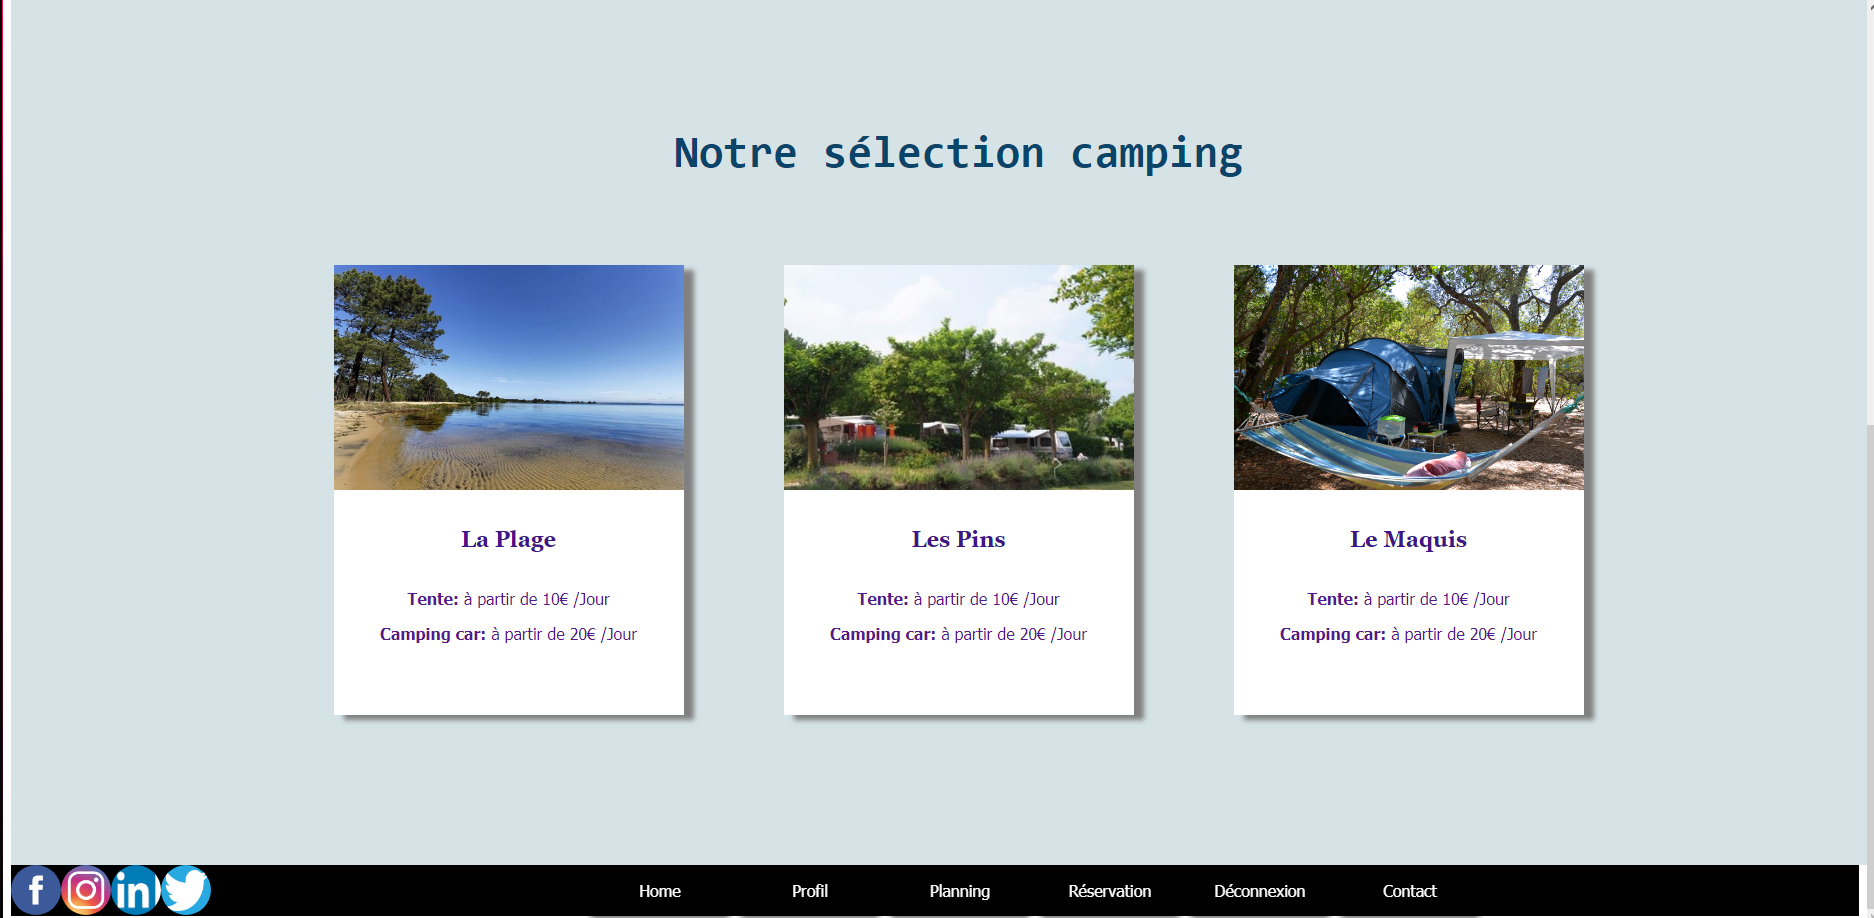 Notre sélection camping
La Plage
Tente: à partir de 10€ /Jour
Camping car: à partir de 20€ /Jour
Les Pins
Tente: à partir de 10€ /Jour
Camping car: à partir de 20€ /Jour
Le Maquis
Tente: à partir de 10€ /Jour
Camping car: à partir de 20€ /Jour
Home Profil Planning Réservation Déconnexion Contact